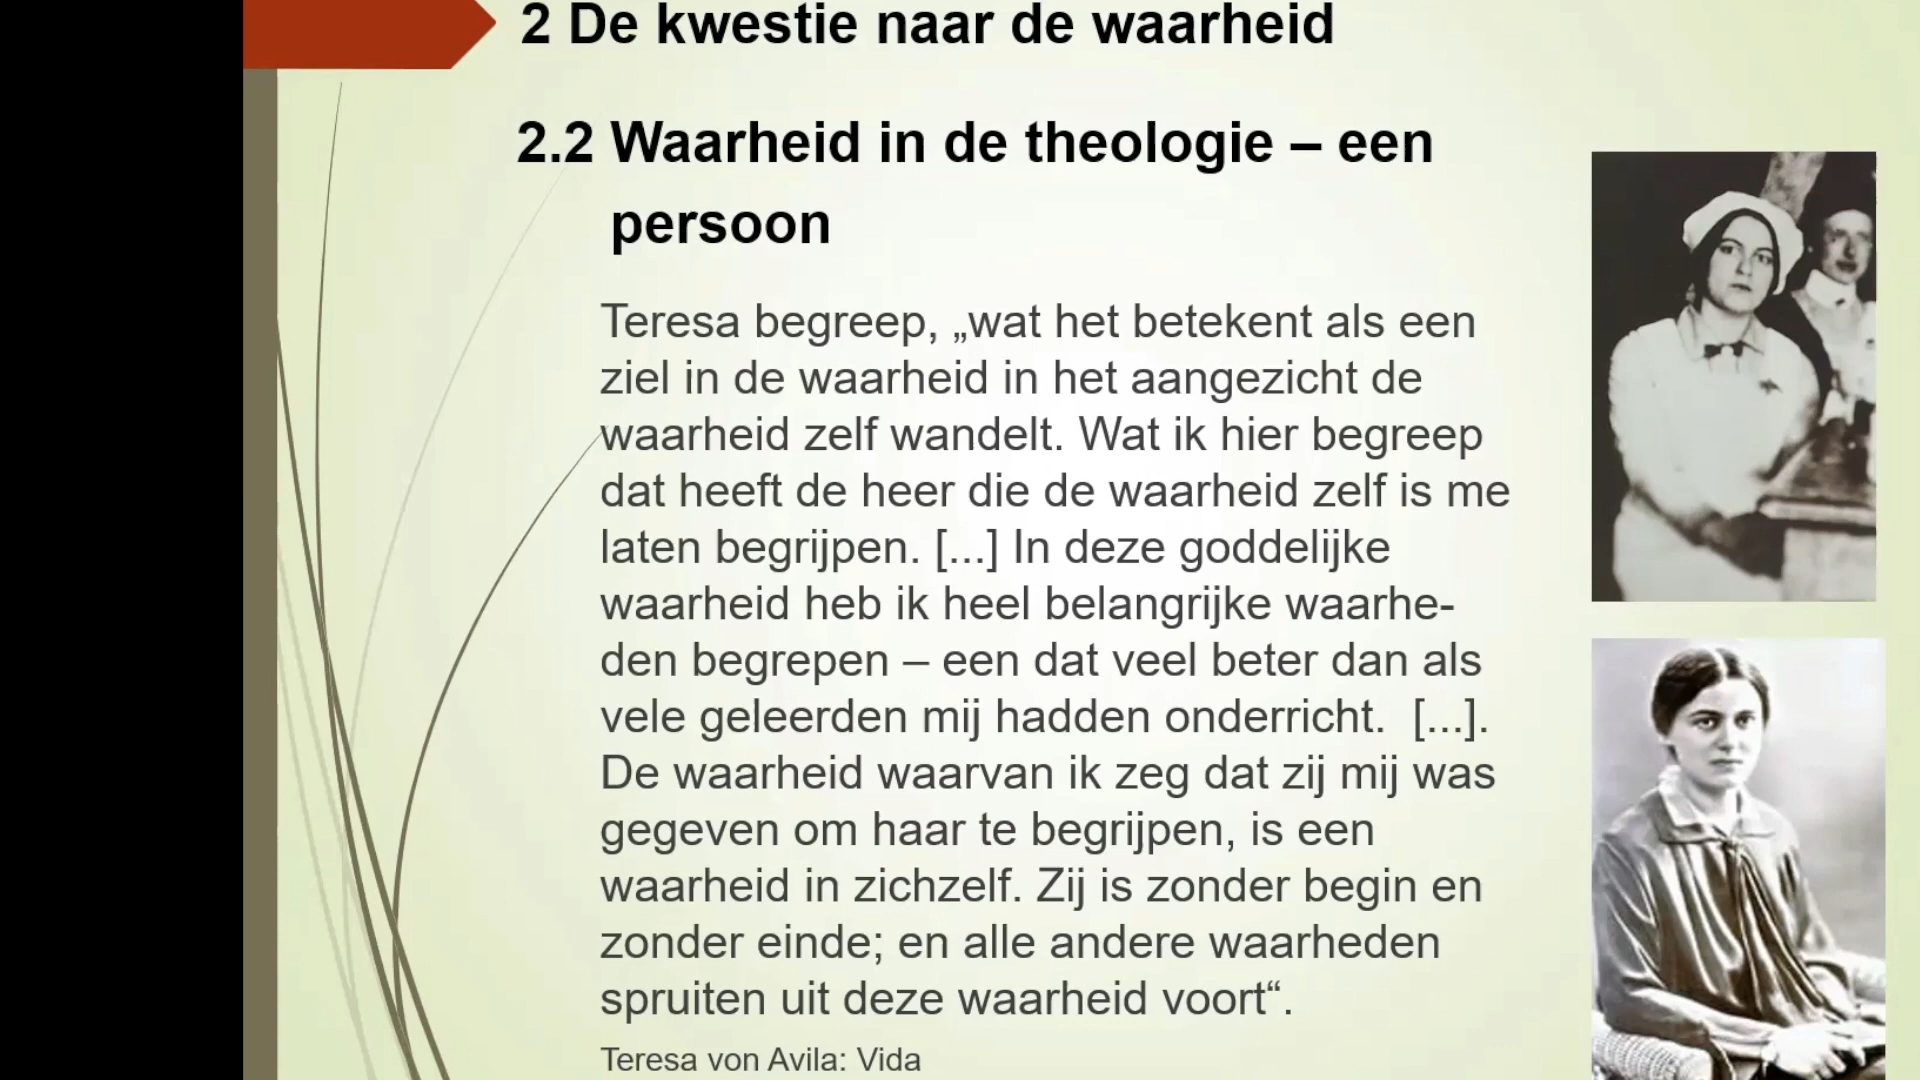 2 De kwestie naar de waarheid
2.2 Waarheid in de theologie – een
persoon
Teresa begreep, „wat het betekent als een
ziel in de waarheid in het aangezicht de
waarheid zelf wandelt. Wat ik hier begreep
dat heeft de heer die de waarheid zelf is me
laten begrijpen. [...] In deze goddelijke
waarheid heb ik heel belangrijke waarhe-
den begrepen – een dat veel beter dan als
vele geleerden mij hadden onderricht.  [...].
De waarheid waarvan ik zeg dat zij mij was
gegeven om haar te begrijpen, is een
waarheid in zichzelf. Zij is zonder begin en
zonder einde; en alle andere waarheden
spruiten uit deze waarheid voort“.
Teresa von Avila: Vida